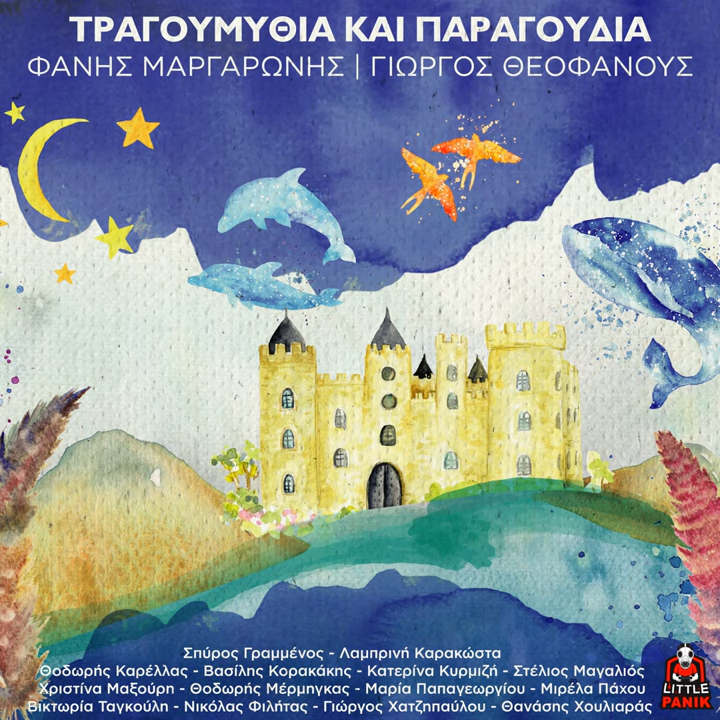 ΤΡΑΓΟΥΜΥΘΙΑ ΚΑΙ ΠΑΡΑΓΟΥΔΙΑ
ΦΑΝΗΣ ΜΑΡΓΑΡΩΝΗΣ | ΓΙΩΡΓΟΣ ΘΕΟΦΑΝΟΥΣ
Σπύρος Γραμμένος - Λαμπρινή Καρακώστα
Θοδωρής Καρέλλας - Βασίλης Κορακάκης - Κατερίνα Κυρμιζή - Στέλιος Μαγαλιός
Χριστίνα Μαξούρη - Θοδωρής Μέρμηγκας - Μαρία Παπαγεωργίου - Μιρέλα Πάχου
Βικτωρία Ταγκούλη - Νικόλας Φιλήτας - Γιώργος Χατζηπαύλου - Θανάσης Χουλιαράς
LITTLE
PANIK